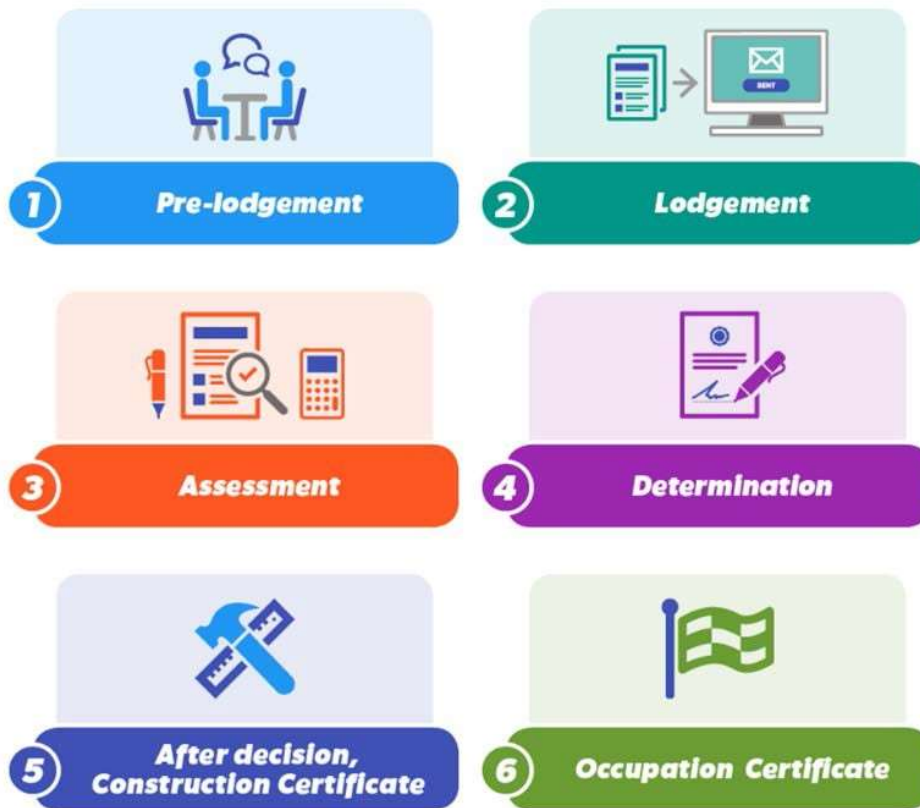 1
Pre-lodgement
SENT
2
Lodgement
3
Assessment
4
Determination
5
After decision,
Construction Certificate
6
Occupation Certificate